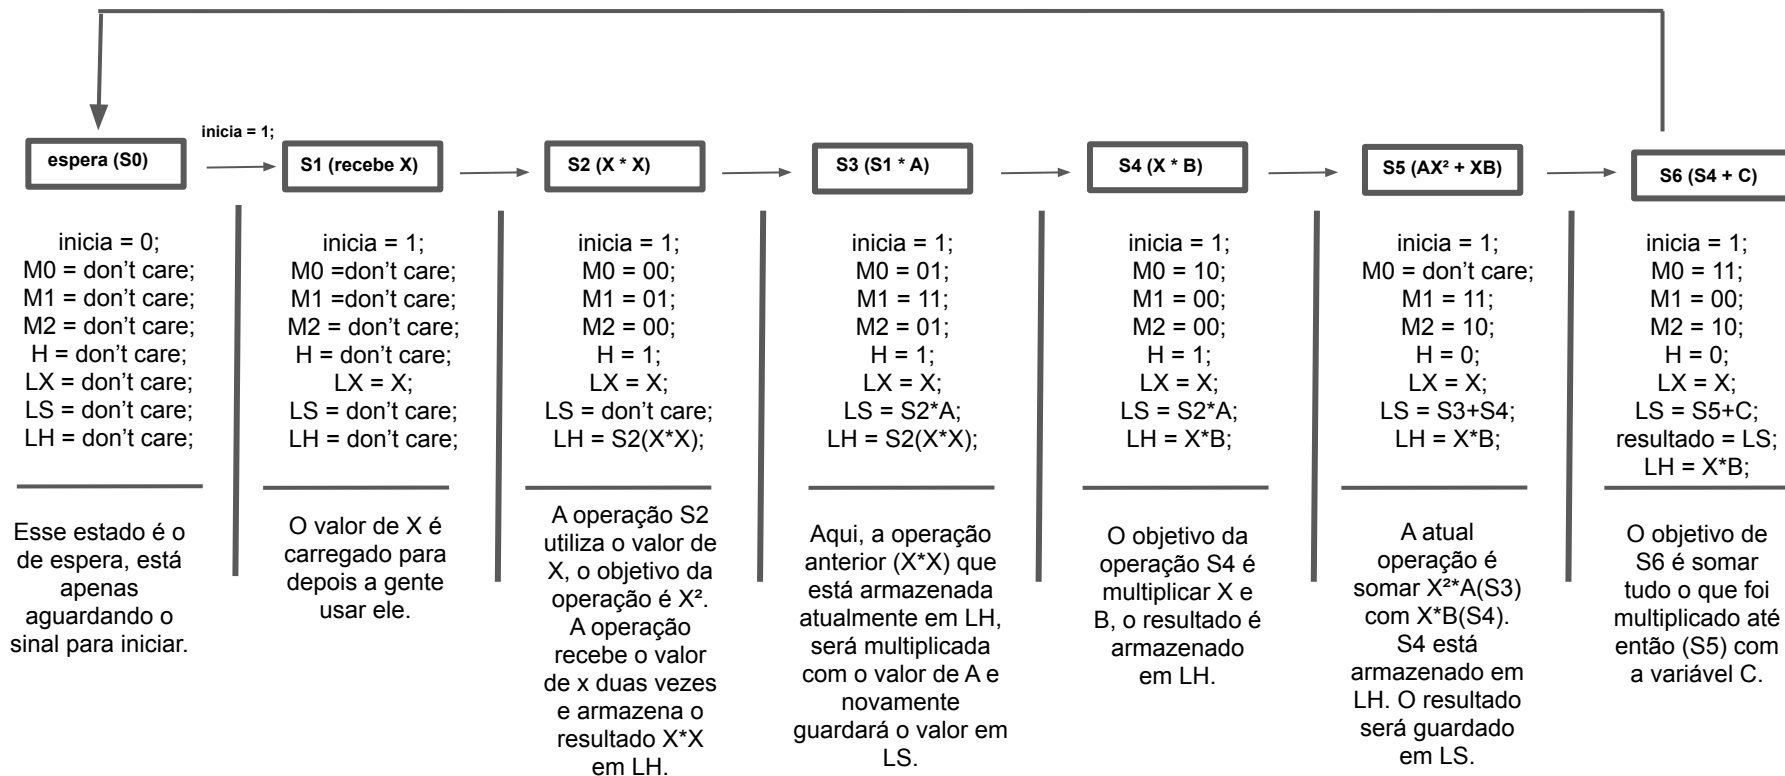 inicia = 1;
espera (S0)
S1 (recebe X)
S2 (X * X)
S3 (S1 * A)
S4 (X * B)
S5 (AX² + XB)
S6 (S4 + C)
inicia = 0;
M0 = don't care;
M1 = don't care;
M2 = don't care;
H = don't care;
LX = don't care;
LS = don't care;
LH = don't care;
Esse estado é o
de espera, está
apenas
aguardando o
sinal para iniciar.
inicia = 1;
M0 =don't care;
M1 =don't care;
M2 = don't care;
H = don't care;
LX = X;
LS = don't care;
LH = don't care;
O valor de X é
carregado para
depois a gente
usar ele.
inicia = 1;
M0 = 00;
M1 = 01;
M2 = 00;
H = 1;
LX = X;
LS = don't care;
LH = S2(X*X);
A operação S2
utiliza o valor de
X, o objetivo da
operação é X².
A operação
recebe o valor
de x duas vezes
e armazena o
resultado X*X
em LH.
inicia = 1;
M0 = 01;
M1 = 11;
M2 = 01;
H = 1;
LX = X;
LS = S2*A;
LH = S2(X*X);
Aqui, a operação
anterior (X*X) que
está armazenada
atualmente em LH,
será multiplicada
com o valor de A e
novamente
guardará o valor em
LS.
inicia = 1;
M0 = 10;
M1 = 00;
M2 = 00;
H = 1;
LX = X;
LS = S2*A;
LH = X*B;
O objetivo da
operação S4 é
multiplicar X e
B, o resultado é
armazenado
em LH.
inicia = 1;
M0 = don't care;
M1 = 11;
M2 = 10;
H = 0;
LX = X;
LS = S3+S4;
LH = X*B;
A atual
operação é
somar X²*A(S3)
com X*B(S4).
S4 está
armazenado em
LH. O resultado
será guardado
em LS.
inicia = 1;
M0 = 11;
M1 = 00;
M2 = 10;
H = 0;
LX = X;
LS = S5+C;
resultado = LS;
LH = X*B;
O objetivo de
S6 é somar
tudo o que foi
multiplicado até
então (S5) com
a variável C.